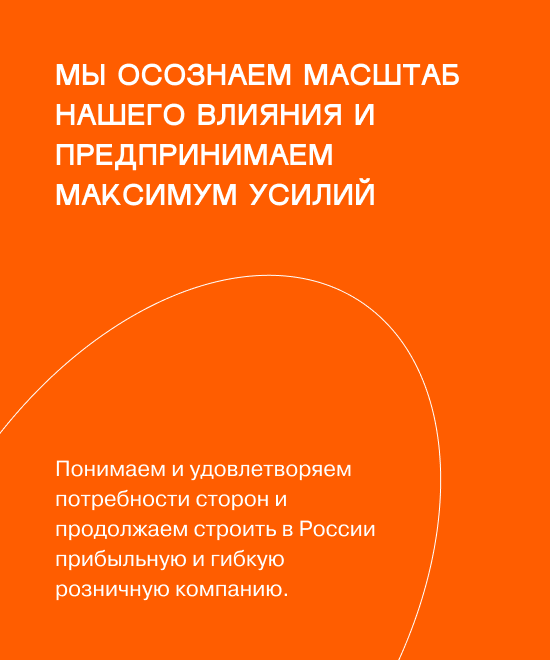 МЫ ОСОЗНАЕМ МАСШТАБ
НАШЕГО ВЛИЯНИЯ И
ПРЕДПРИНИМАЕМ
МАКСИМУМ УСИЛИЙ
Понимаем и удовлетворяем
потребности сторон и
продолжаем строить в России
прибыльную и гибкую
розничную компанию.